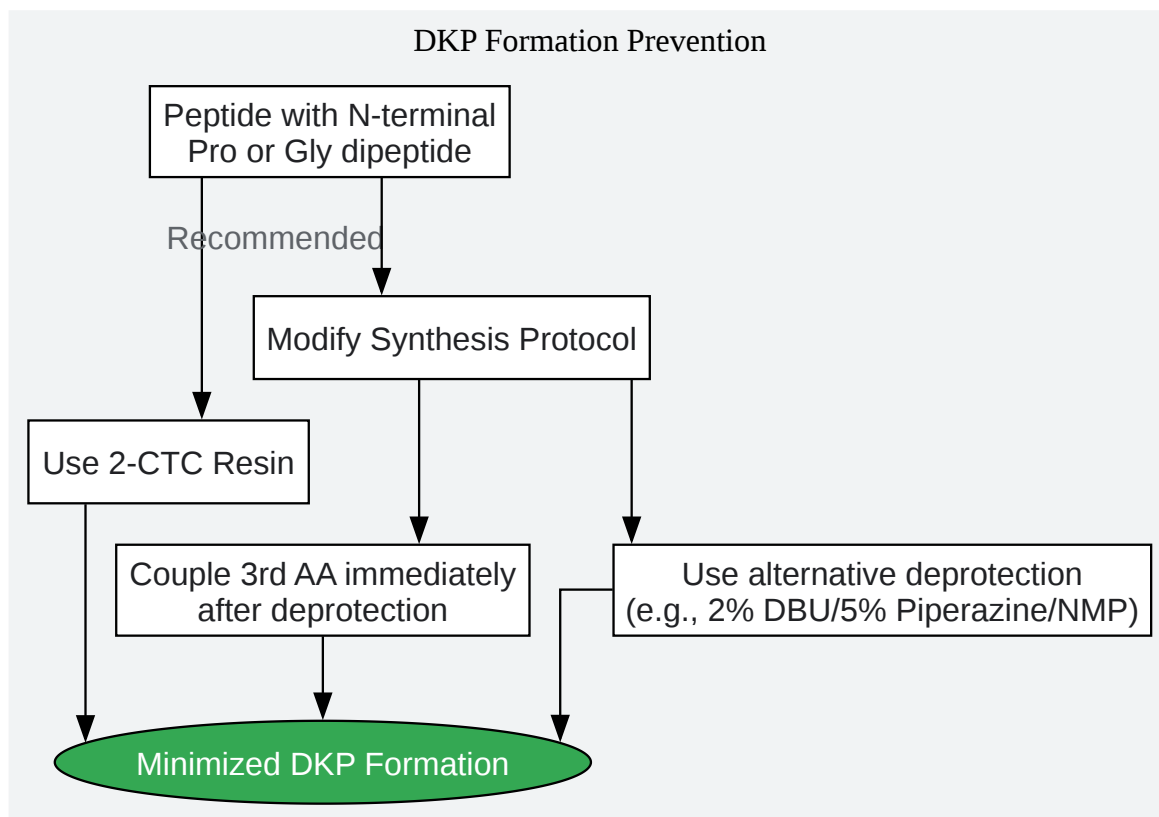 DKP Formation Prevention
Peptide with N-terminal
Pro or Gly dipeptide
Recommended
Modify Synthesis Protocol
Use 2-CTC Resin
Couple 3rd AA immediately
after deprotection
Use alternative deprotection
(e.g., 2% DBU/5% Piperazine/NMP)
Minimized DKP Formation